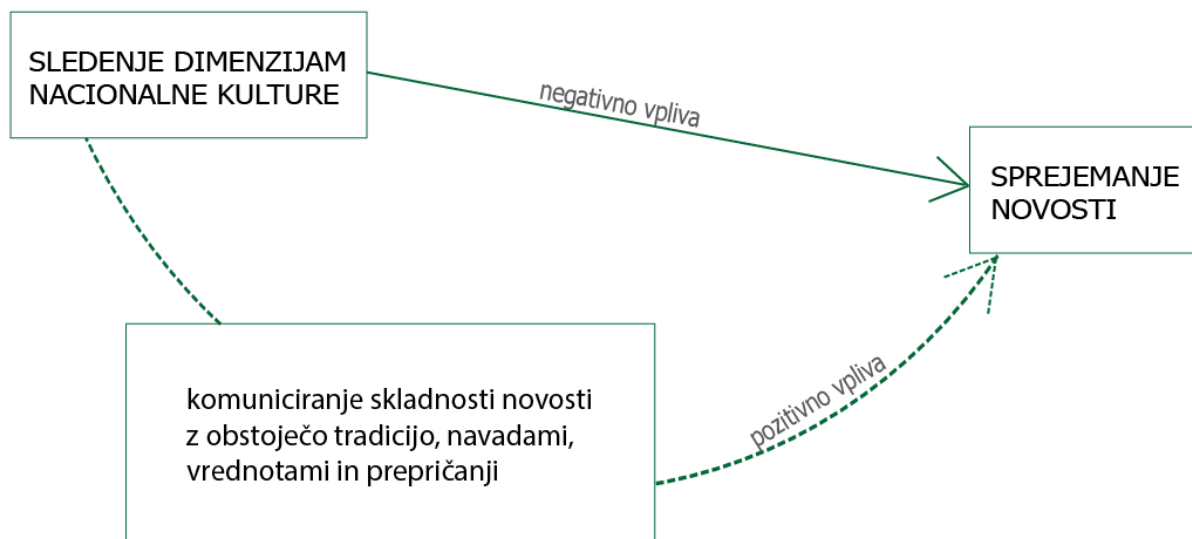 SLEDENJE DIMENZIJAM
NACIONALNE KULTURE
negativno vpliva
SPREJEMANJE
NOVOSTI
komuniciranje skladnosti novosti
z obstoječo tradicijo, navadami,
vrednotami in prepričanji
pozitivno vpliva